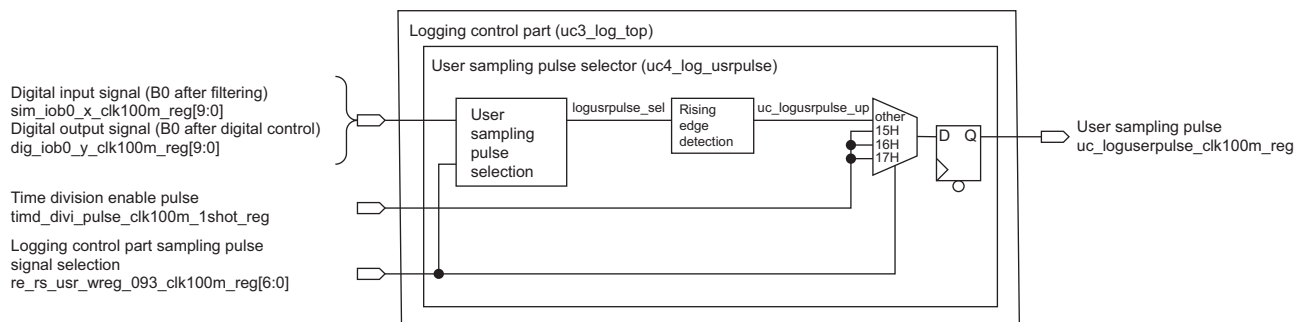 Logging control part (uc3_log_top)
User sampling pulse selector (uc4_log_usrpulse)
Digital input signal (B0 after filtering)
sim_iob0_x_clk100m_reg[9:0]
Digital output signal (B0 after digital control)
dig_iob0_y_clk100m_reg[9:0]
User
sampling
pulse
selection
logusrpulse_sel
Rising
edge
detection
uc_logusrpulse_up
other
15H
16H
17H
D Q
User sampling pulse
uc_loguserpulse_clk100m_reg
Time division enable pulse
timd_divi_pulse_clk100m_1shot_reg
Logging control part sampling pulse
signal selection
re_rs_usr_wreg_093_clk100m_reg[6:0]